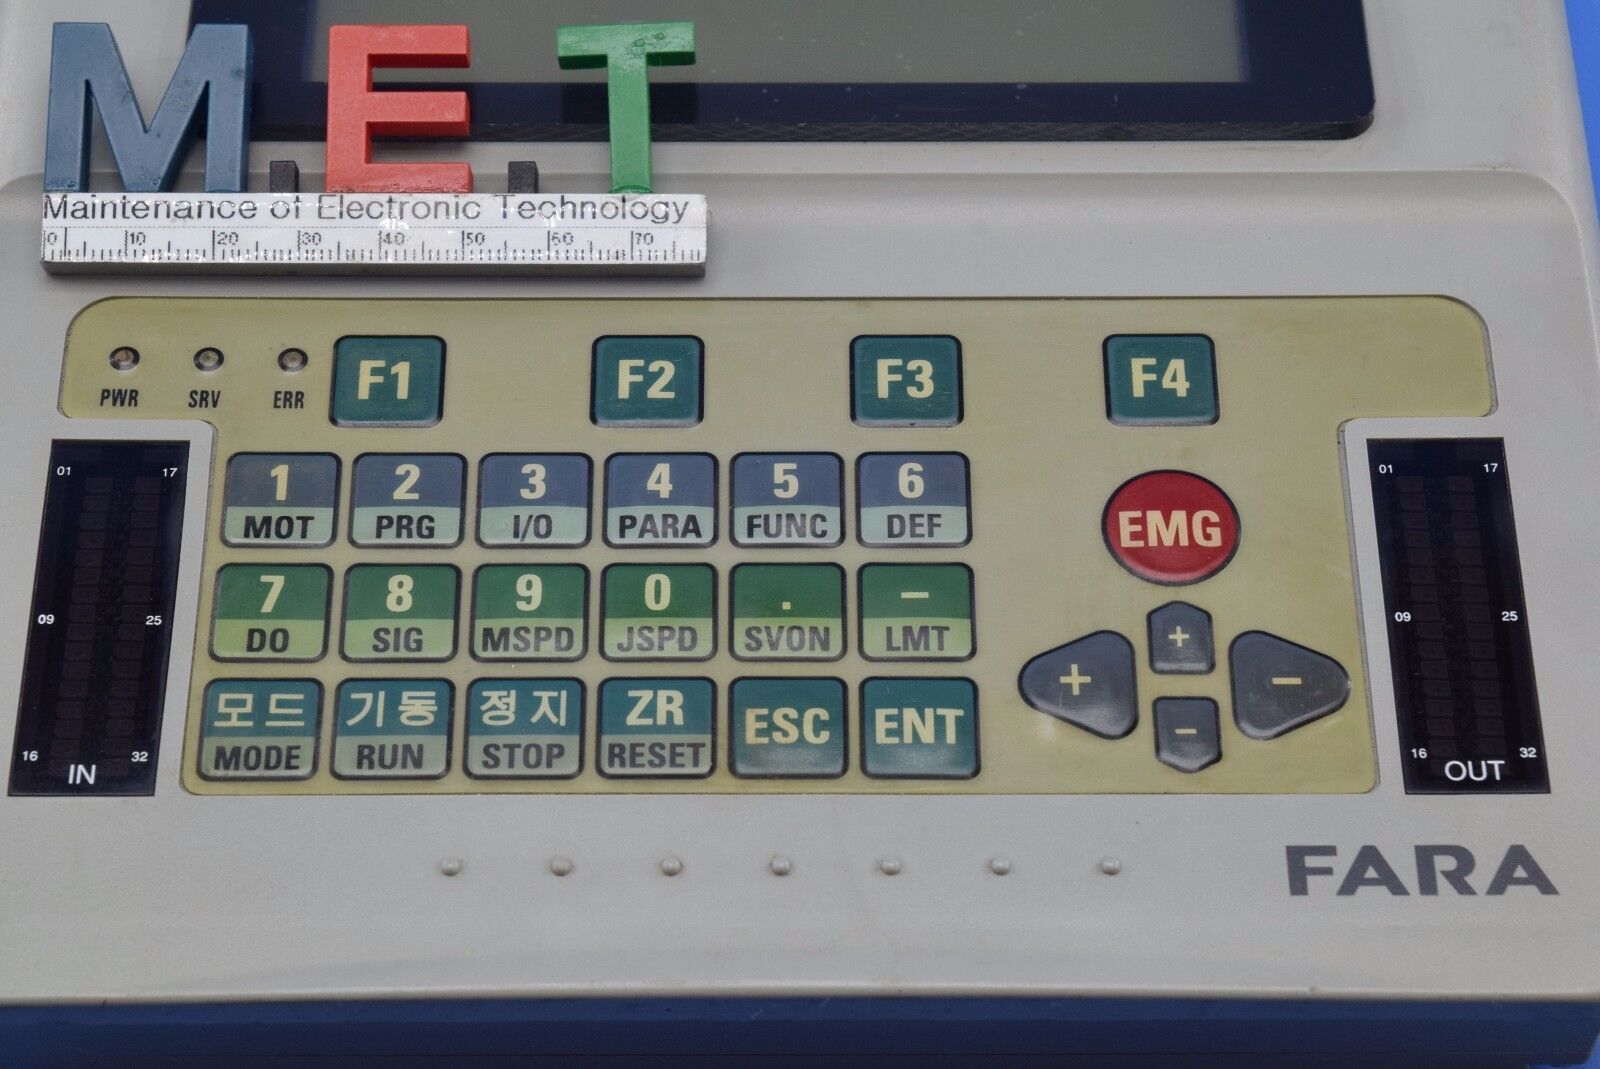 M.E.T
Maintenance of Electronic Technology
0 10 20 30 40 50 60 70
PWR SRV ERR F1 F2 F3 F4
01 17
09 25
16 32
IN
1 2 3 4 5 6
MOT PRG I/O PARA FUNC DEF
7 8 9 0 . –
DO SIG MSPD JSPD SVON LMT
모드 기동 정지 ZR ESC ENT
MODE RUN STOP RESET
EMG
+
+ –
–
01 17
09 25
16 32
OUT
FARA